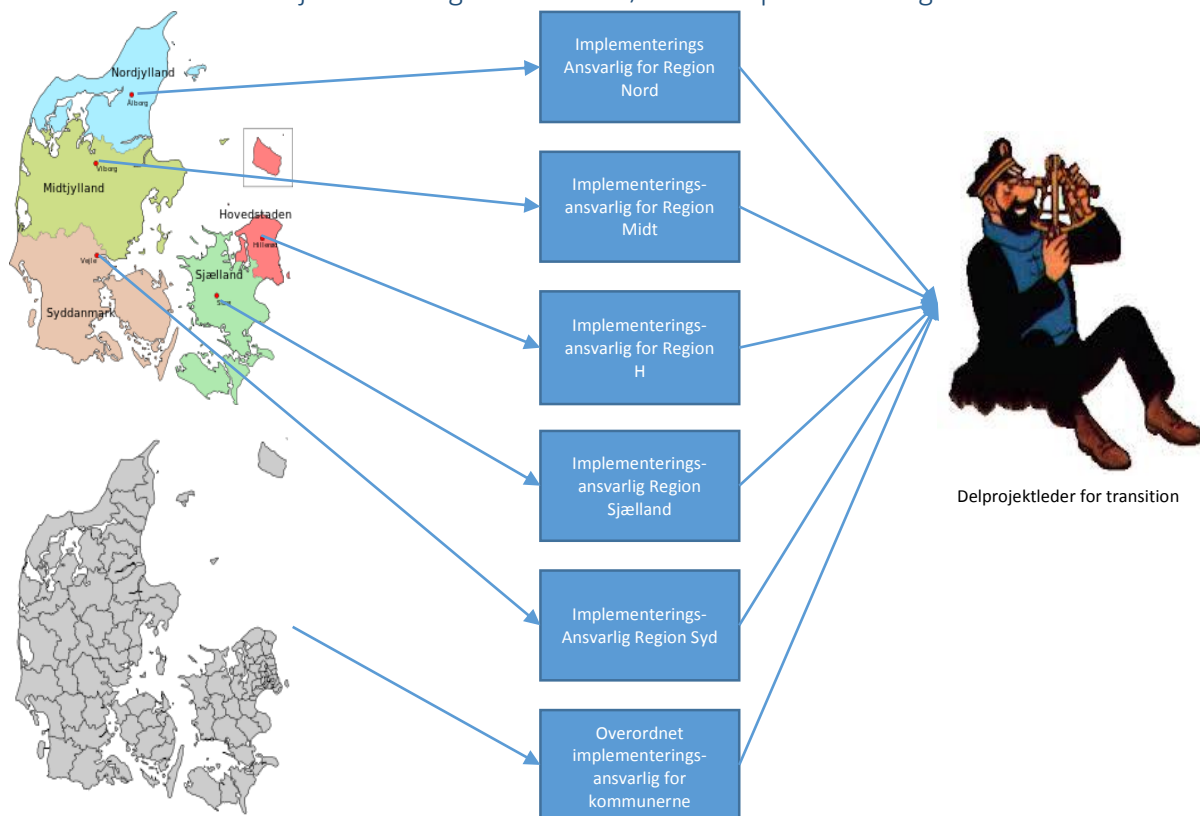 Nordjylland
Ålborg
Viborg
Midtjylland
Hovedstaden
Hillerød
Vejle
Sjælland
Sorø
Syddanmark
Implementerings
Ansvarlig for Region
Nord
Implementerings-
ansvarlig for Region
Midt
Implementerings-
ansvarlig for Region
H
Implementerings-
ansvarlig Region
Sjælland
Implementerings-
Ansvarlig Region Syd
Overordnet
implementerings-
ansvarlig for
kommunerne
Delprojektleder for transition